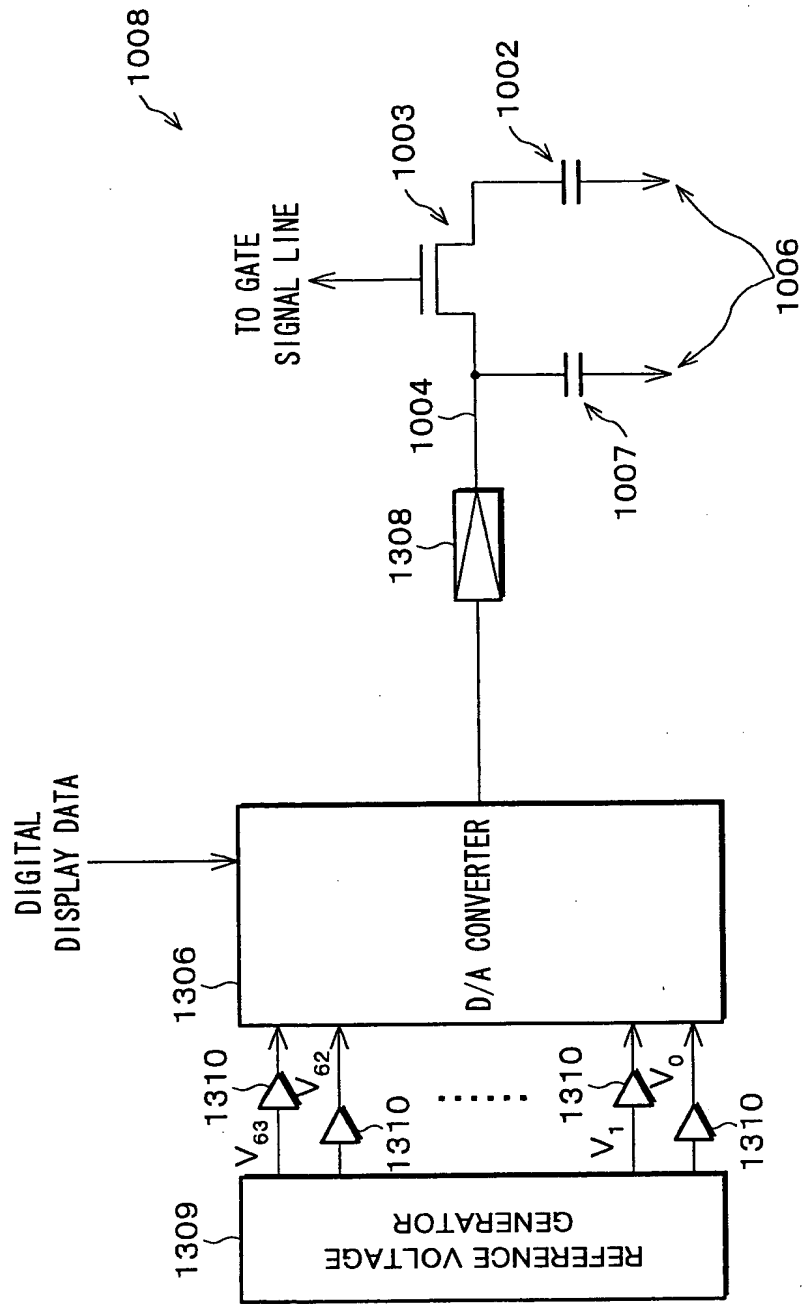 1008
TO GATE
SIGNAL LINE
1003
1002
1004
1308
1007
1006
DIGITAL
DISPLAY DATA
1306
D/A CONVERTER
1309
REFERENCE VOLTAGE
GENERATOR
V63
1310
V62
1310
......
V1
1310
V0
1310